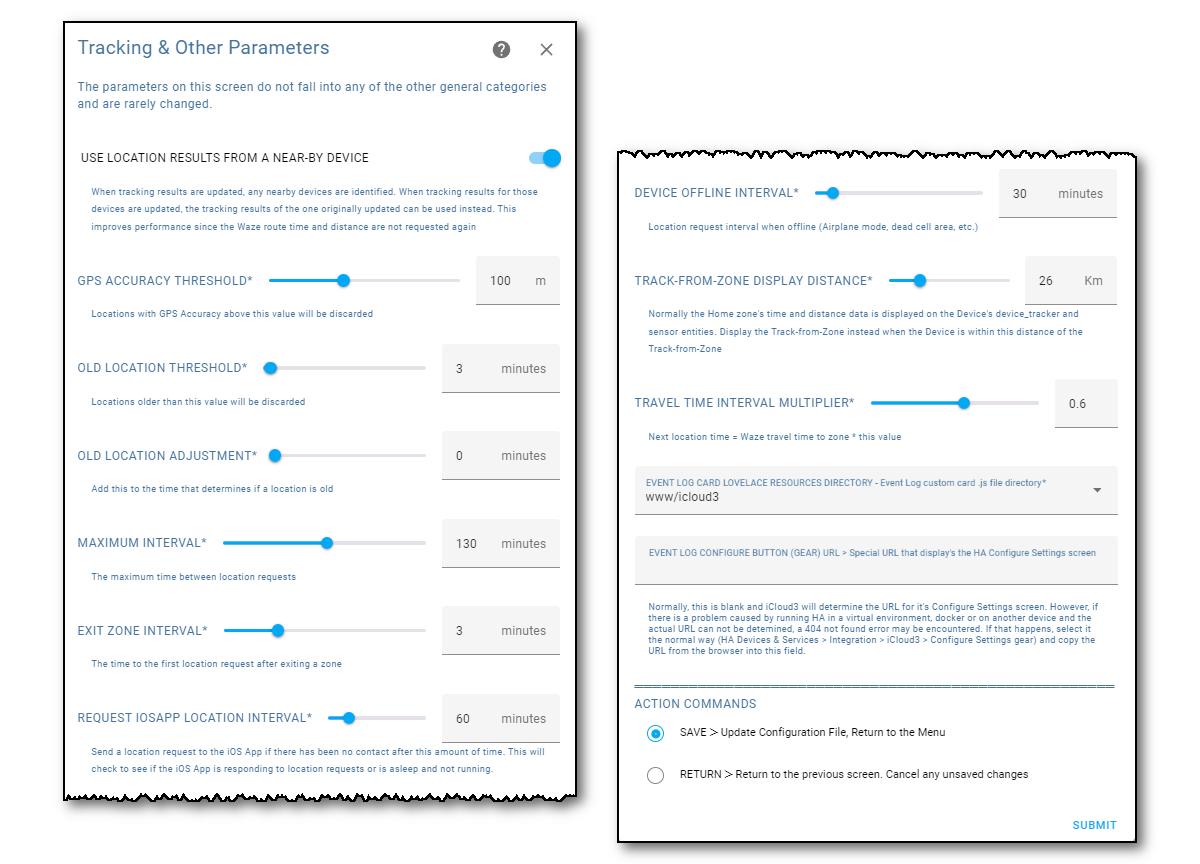 Tracking & Other Parameters
The parameters on this screen do not fall into any of the other general categories
and are rarely changed.
USE LOCATION RESULTS FROM A NEAR-BY DEVICE
When tracking results are updated, any nearby devices are identified. When tracking results for those
devices are updated, the tracking results of the one originally updated can be used instead. This
improves performance since the Waze route time and distance are not requested again
GPS ACCURACY THRESHOLD* 100 m
Locations with GPS Accuracy above this value will be discarded
OLD LOCATION THRESHOLD* 3 minutes
Locations older than this value will be discarded
OLD LOCATION ADJUSTMENT* 0 minutes
Add this to the time that determines if a location is old
MAXIMUM INTERVAL* 130 minutes
The maximum time between location requests
EXIT ZONE INTERVAL* 3 minutes
The time to the first location request after exiting a zone
REQUEST IOSAPP LOCATION INTERVAL* 60 minutes
Send a location request to the iOS App if there has been no contact after this amount of time. This will
check to see if the iOS App is responding to location requests or is asleep and not running.
DEVICE OFFLINE INTERVAL* 30 minutes
Location request interval when offline (Airplane mode, dead cell area, etc.)
TRACK-FROM-ZONE DISPLAY DISTANCE* 26 Km
Normally the Home zone's time and distance data is displayed on the Device's device_tracker and
sensor entities. Display the Track-from-Zone instead when the Device is within this distance of the
Track-from-Zone
TRAVEL TIME INTERVAL MULTIPLIER* 0.6
Next location time = Waze travel time to zone * this value
EVENT LOG CARD LOVELACE RESOURCES DIRECTORY - Event Log custom card .js file directory*
www/icloud3
EVENT LOG CONFIGURE BUTTON (GEAR) URL > Special URL that display's the HA Configure Settings screen
Normally, this is blank and iCloud3 will determine the URL for it's Configure Settings screen. However, if
there is a problem caused by running HA in a virtual environment, docker or on another device and the
actual URL can not be detemined, a 404 not found error may be encountered. If that happens, select it
the normal way (HA Devices & Services > Integration > iCloud3 > Configure Settings gear) and copy the
URL from the browser into this field.
ACTION COMMANDS
SAVE > Update Configuration File, Return to the Menu
RETURN > Return to the previous screen. Cancel any unsaved changes
SUBMIT